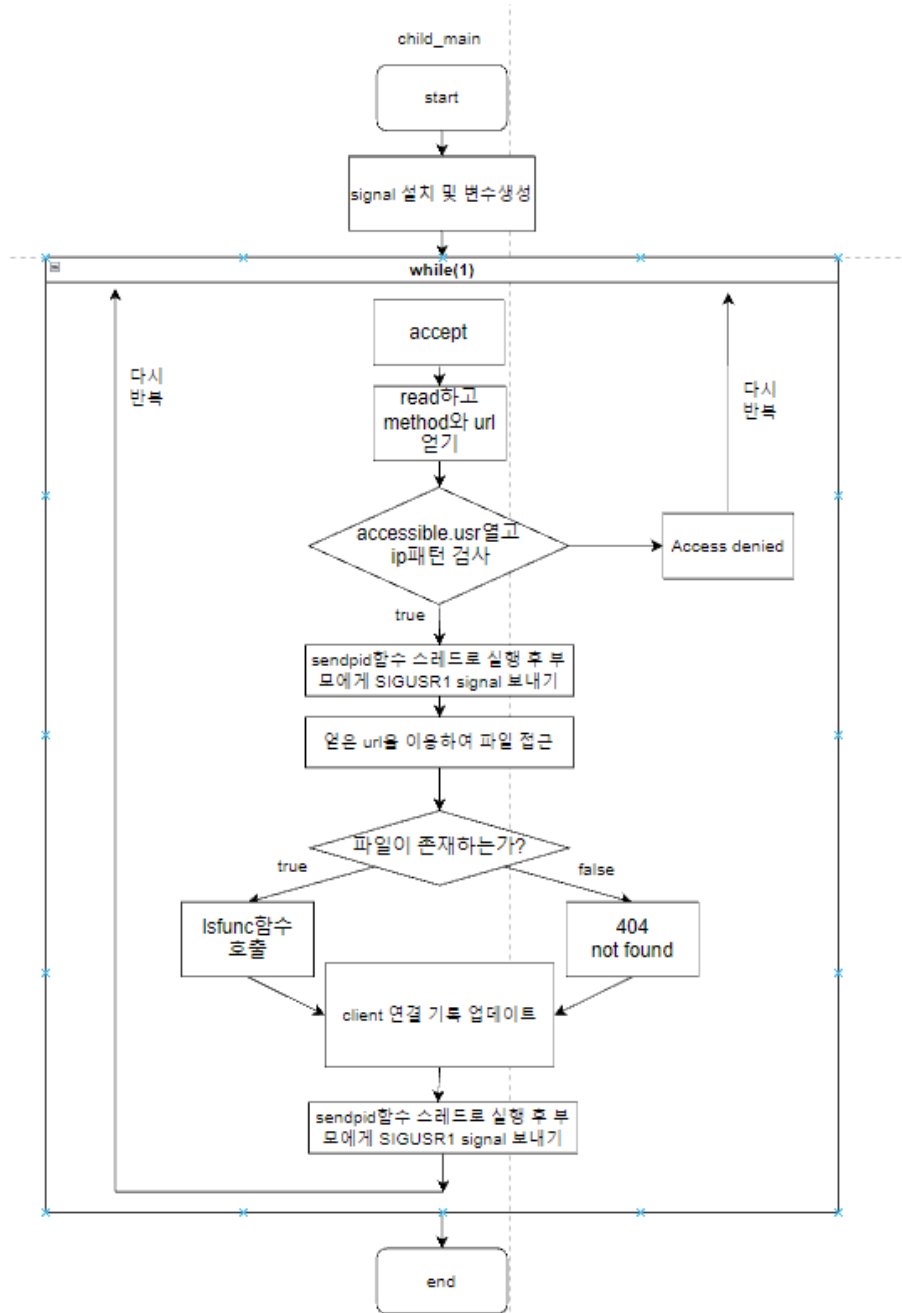 child_main
start
signal 설치 및 변수생성
while(1)
accept
다시
반복
다시
반복
read하고
method와 url
얻기
accessible.usr열고
ip패턴 검사
Access denied
true
sendpid함수 스레드로 실행 후 부
모에게 SIGUSR1 signal 보내기
얻은 url을 이용하여 파일 접근
파일이 존재하는가?
true
false
lsfunc함수
호출
404
not found
client 연결 기록 업데이트
sendpid함수 스레드로 실행 후 부
모에게 SIGUSR1 signal 보내기
end